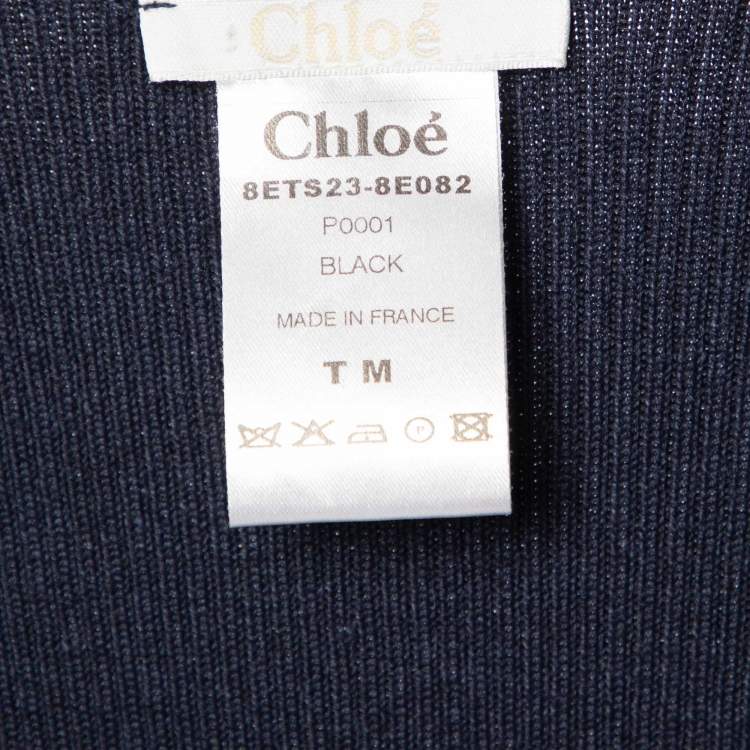 Chloé
Chloé
8ETS23-8E082
P0001
BLACK
MADE IN FRANCE
T M
P